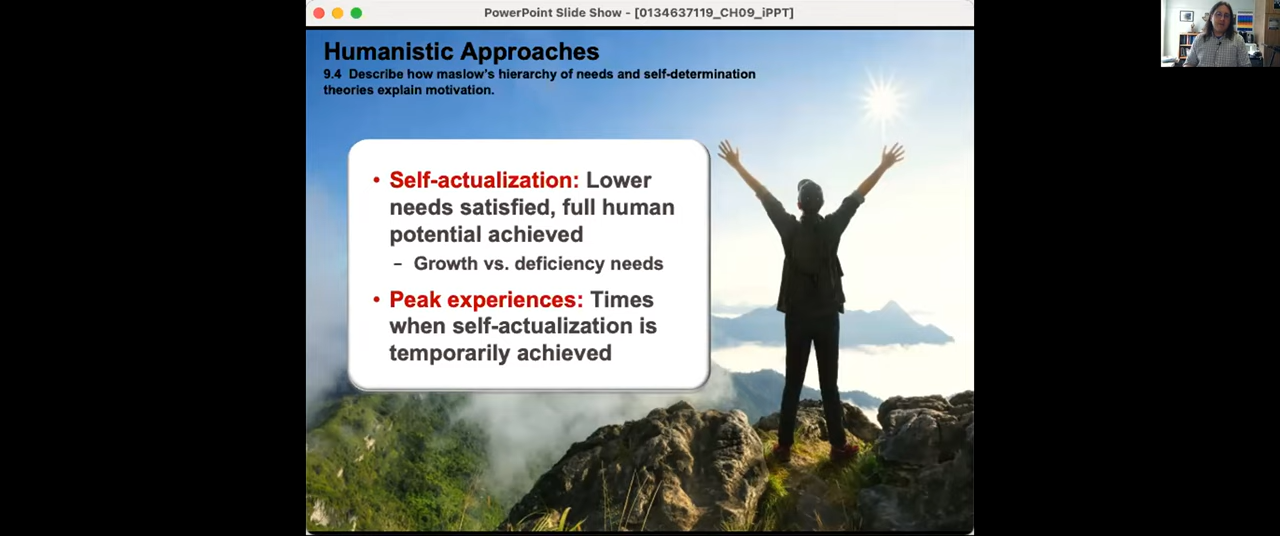 PowerPoint Slide Show - [0134637119_CH09_iPPT]
Humanistic Approaches
9.4 Describe how maslow's hierarchy of needs and self-determination
theories explain motivation.
• Self-actualization: Lower
needs satisfied, full human
potential achieved
– Growth vs. deficiency needs
• Peak experiences: Times
when self-actualization is
temporarily achieved